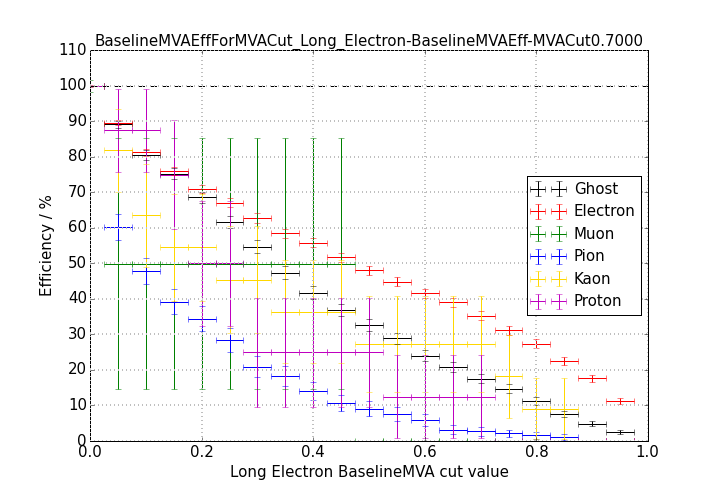 BaselineMVAEffForMVACut_Long_Electron-BaselineMVAEff-MVACut0.7000
110
100
90
80
70
60
50
40
30
20
10
0
Efficiency / %
Ghost
Electron
Muon
Pion
Kaon
Proton
0.0 0.2 0.4 0.6 0.8 1.0
Long Electron BaselineMVA cut value